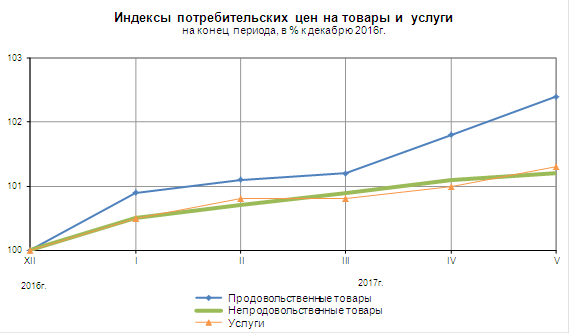 Индексы потребительских цен на товары и услуги
на конец периода, в % к декабрю 2016г.
103
102
101
100
XII I II III IV V
2016г. 2017г.
Продовольственные товары
Непродовольственные товары
Услуги